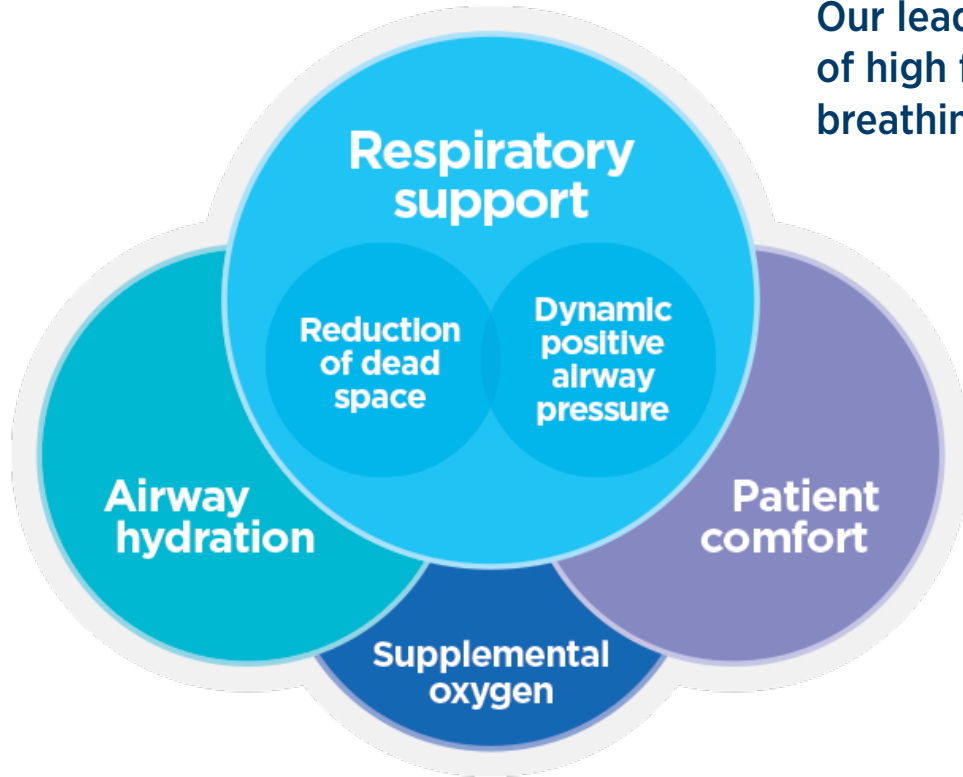 Our lead
of high
breathin
Respiratory
support
Reduction
of dead
space
Dynamic
positive
airway
pressure
Airway
hydration
Patient
comfort
Supplemental
oxygen